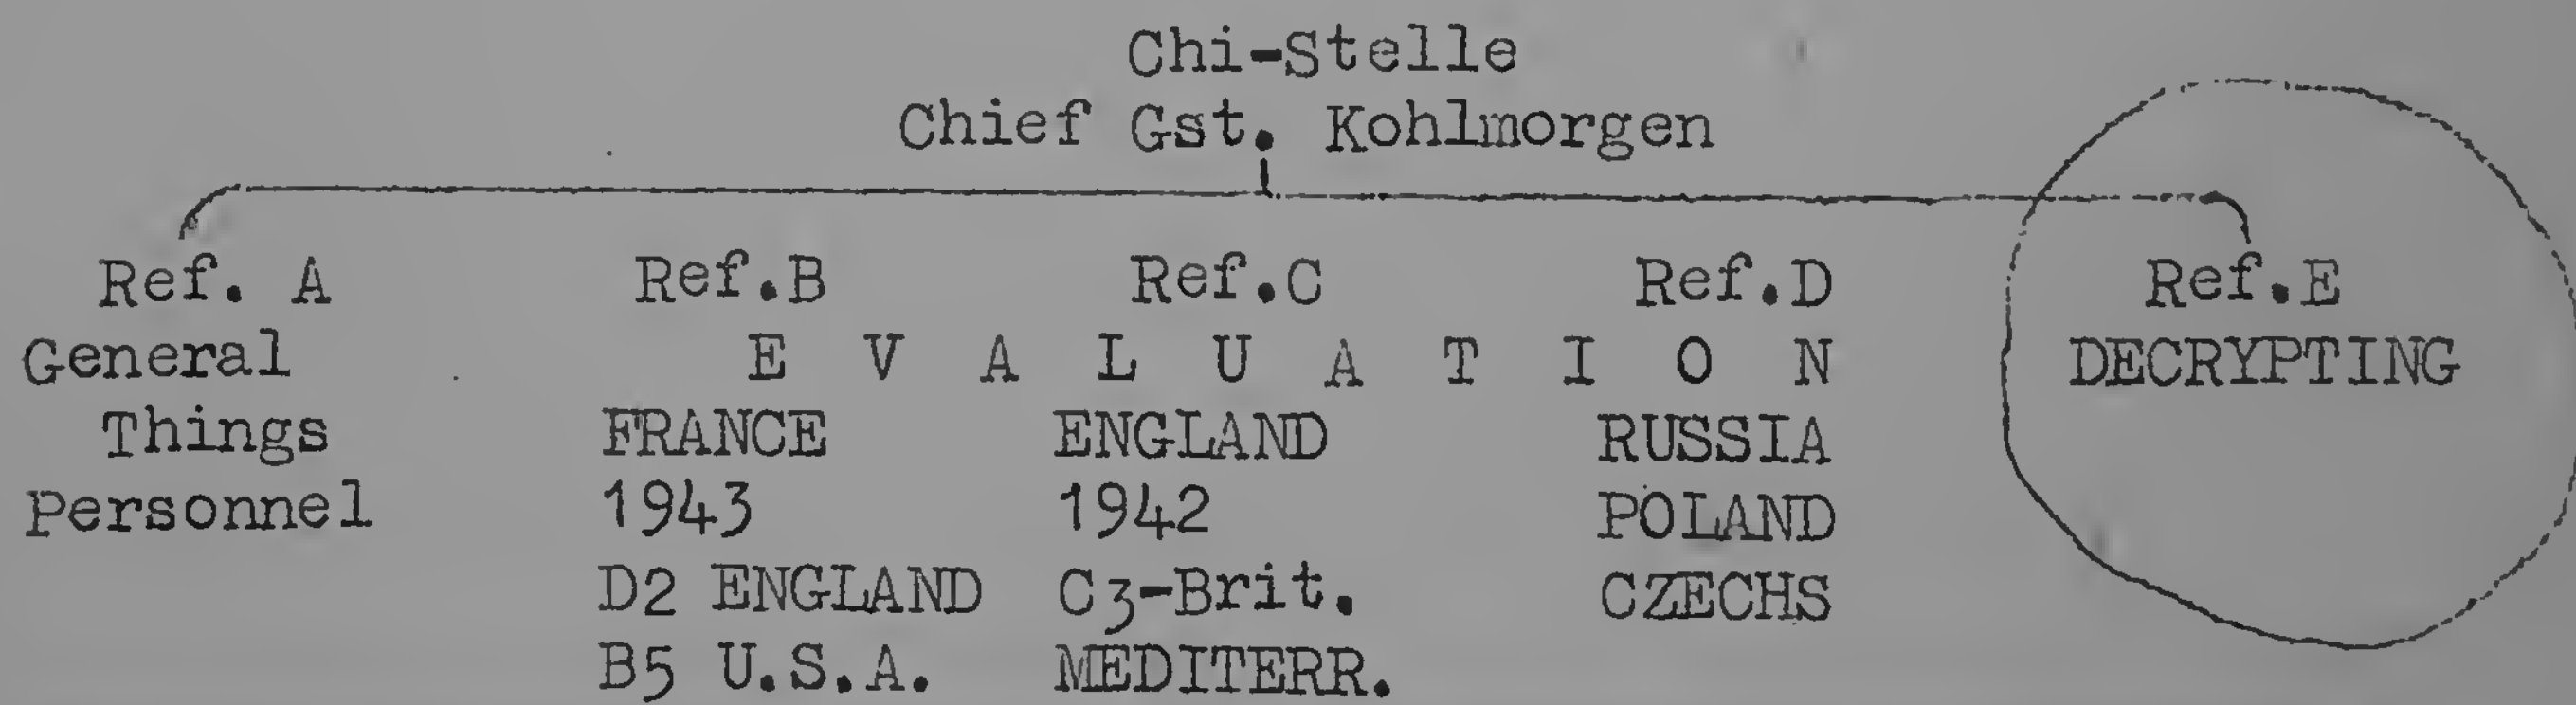 Chi-Stelle
Chief Gst. Kohlmorgen
Ref. A Ref.B Ref.C Ref.D Ref.E
General E V A L U A T I O N DECRYPTING
Things FRANCE ENGLAND RUSSIA
Personnel 1943 1942 POLAND
D2 ENGLAND C3-Brit. CZECHS
B5 U.S.A. MEDITERR.